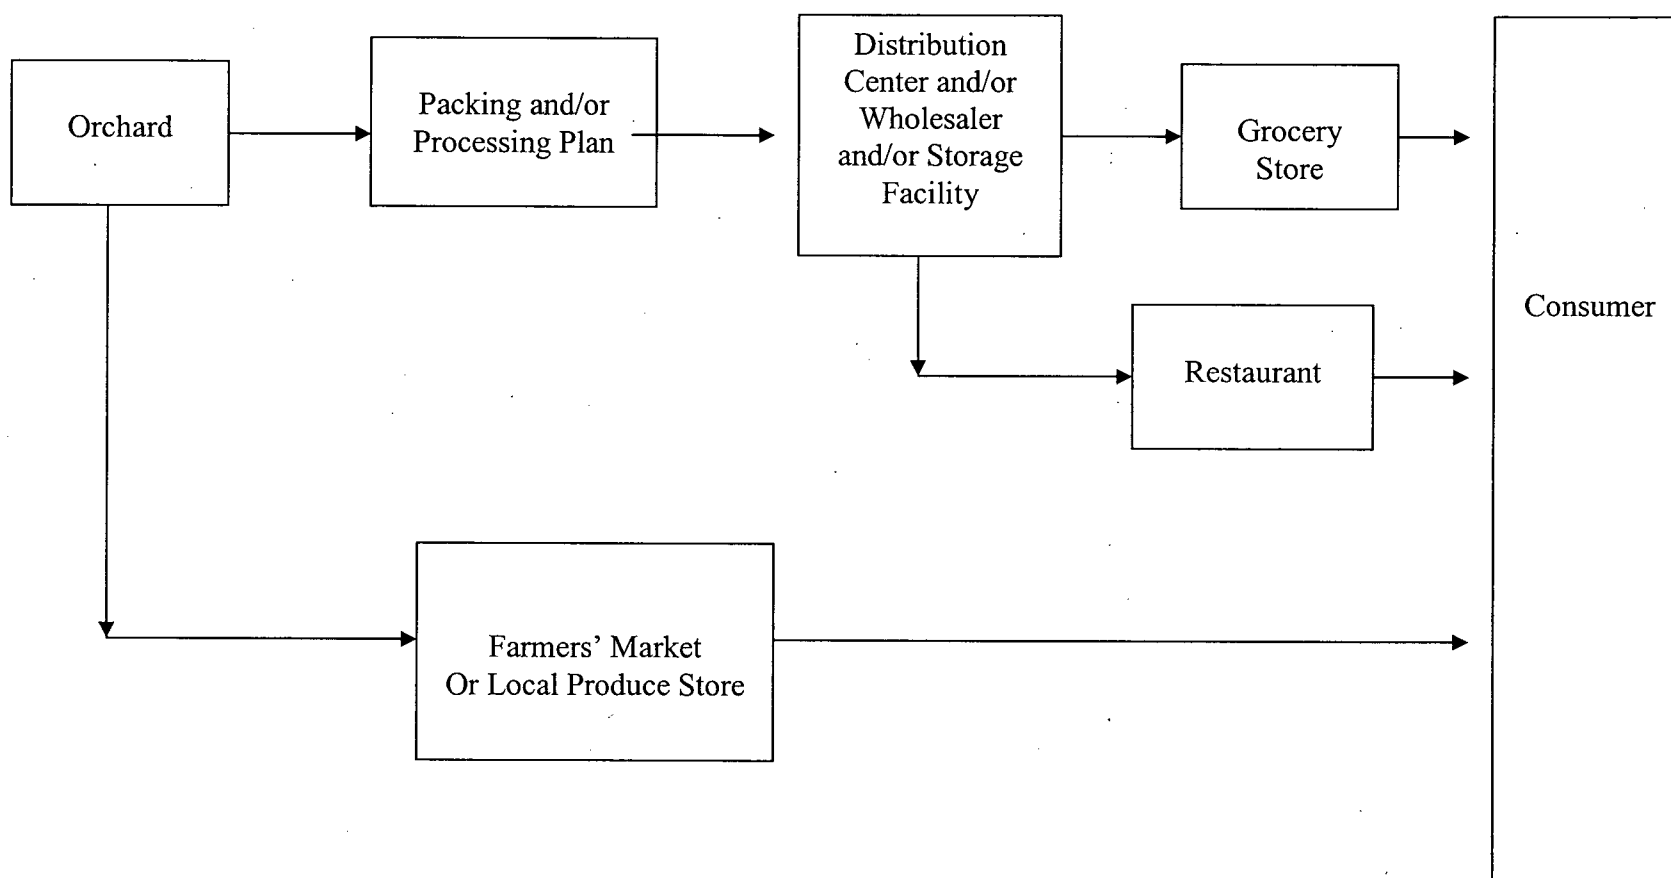 Orchard
Packing and/or
Processing Plan
Distribution
Center and/or
Wholesaler
and/or Storage
Facility
Grocery
Store
Consumer
Restaurant
Farmers’ Market
Or Local Produce Store